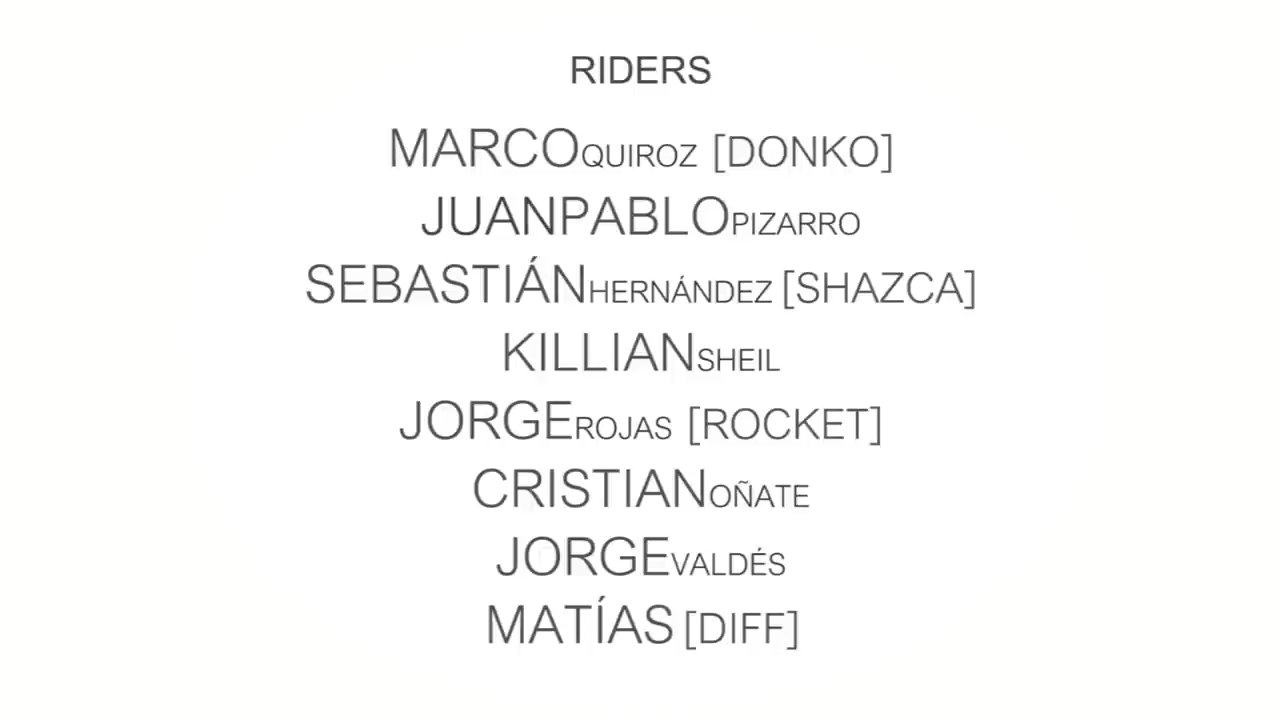 RIDERS
MARCOQUIROZ [DONKO]
JUANPABLOPIZARRO
SEBASTIÁNHERNÁNDEZ [SHAZCA]
KILLIANSHEIL
JORGEROJAS [ROCKET]
CRISTIANOÑATE
JORGEVALDÉS
MATÍAS [DIFF]